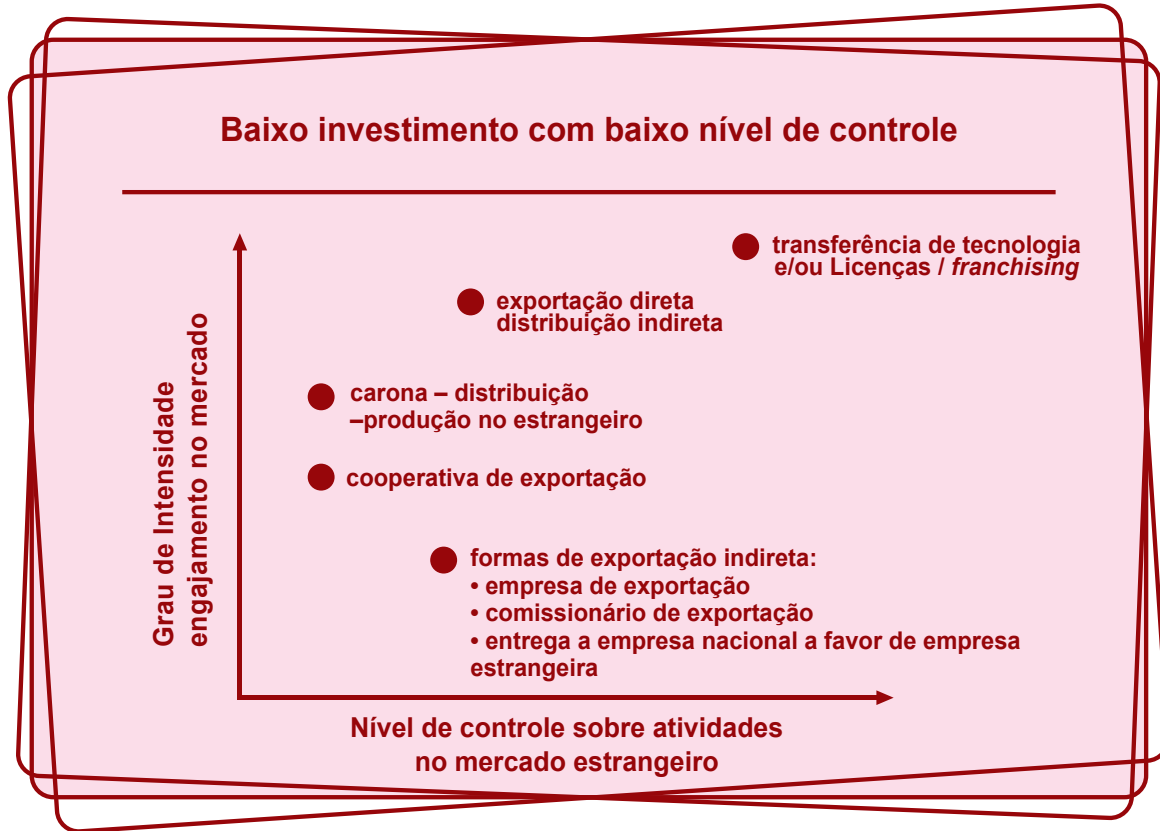 Baixo investimento com baixo nível de controle
transferência de tecnologia
e/ou Licenças / franchising
exportação direta
distribuição indireta
carona – distribuição
–produção no estrangeiro
cooperativa de exportação
formas de exportação indireta:
• empresa de exportação
• comissionário de exportação
• entrega a empresa nacional a favor de empresa
estrangeira
Grau de Intensidade
engajamento no mercado
Nível de controle sobre atividades
no mercado estrangeiro